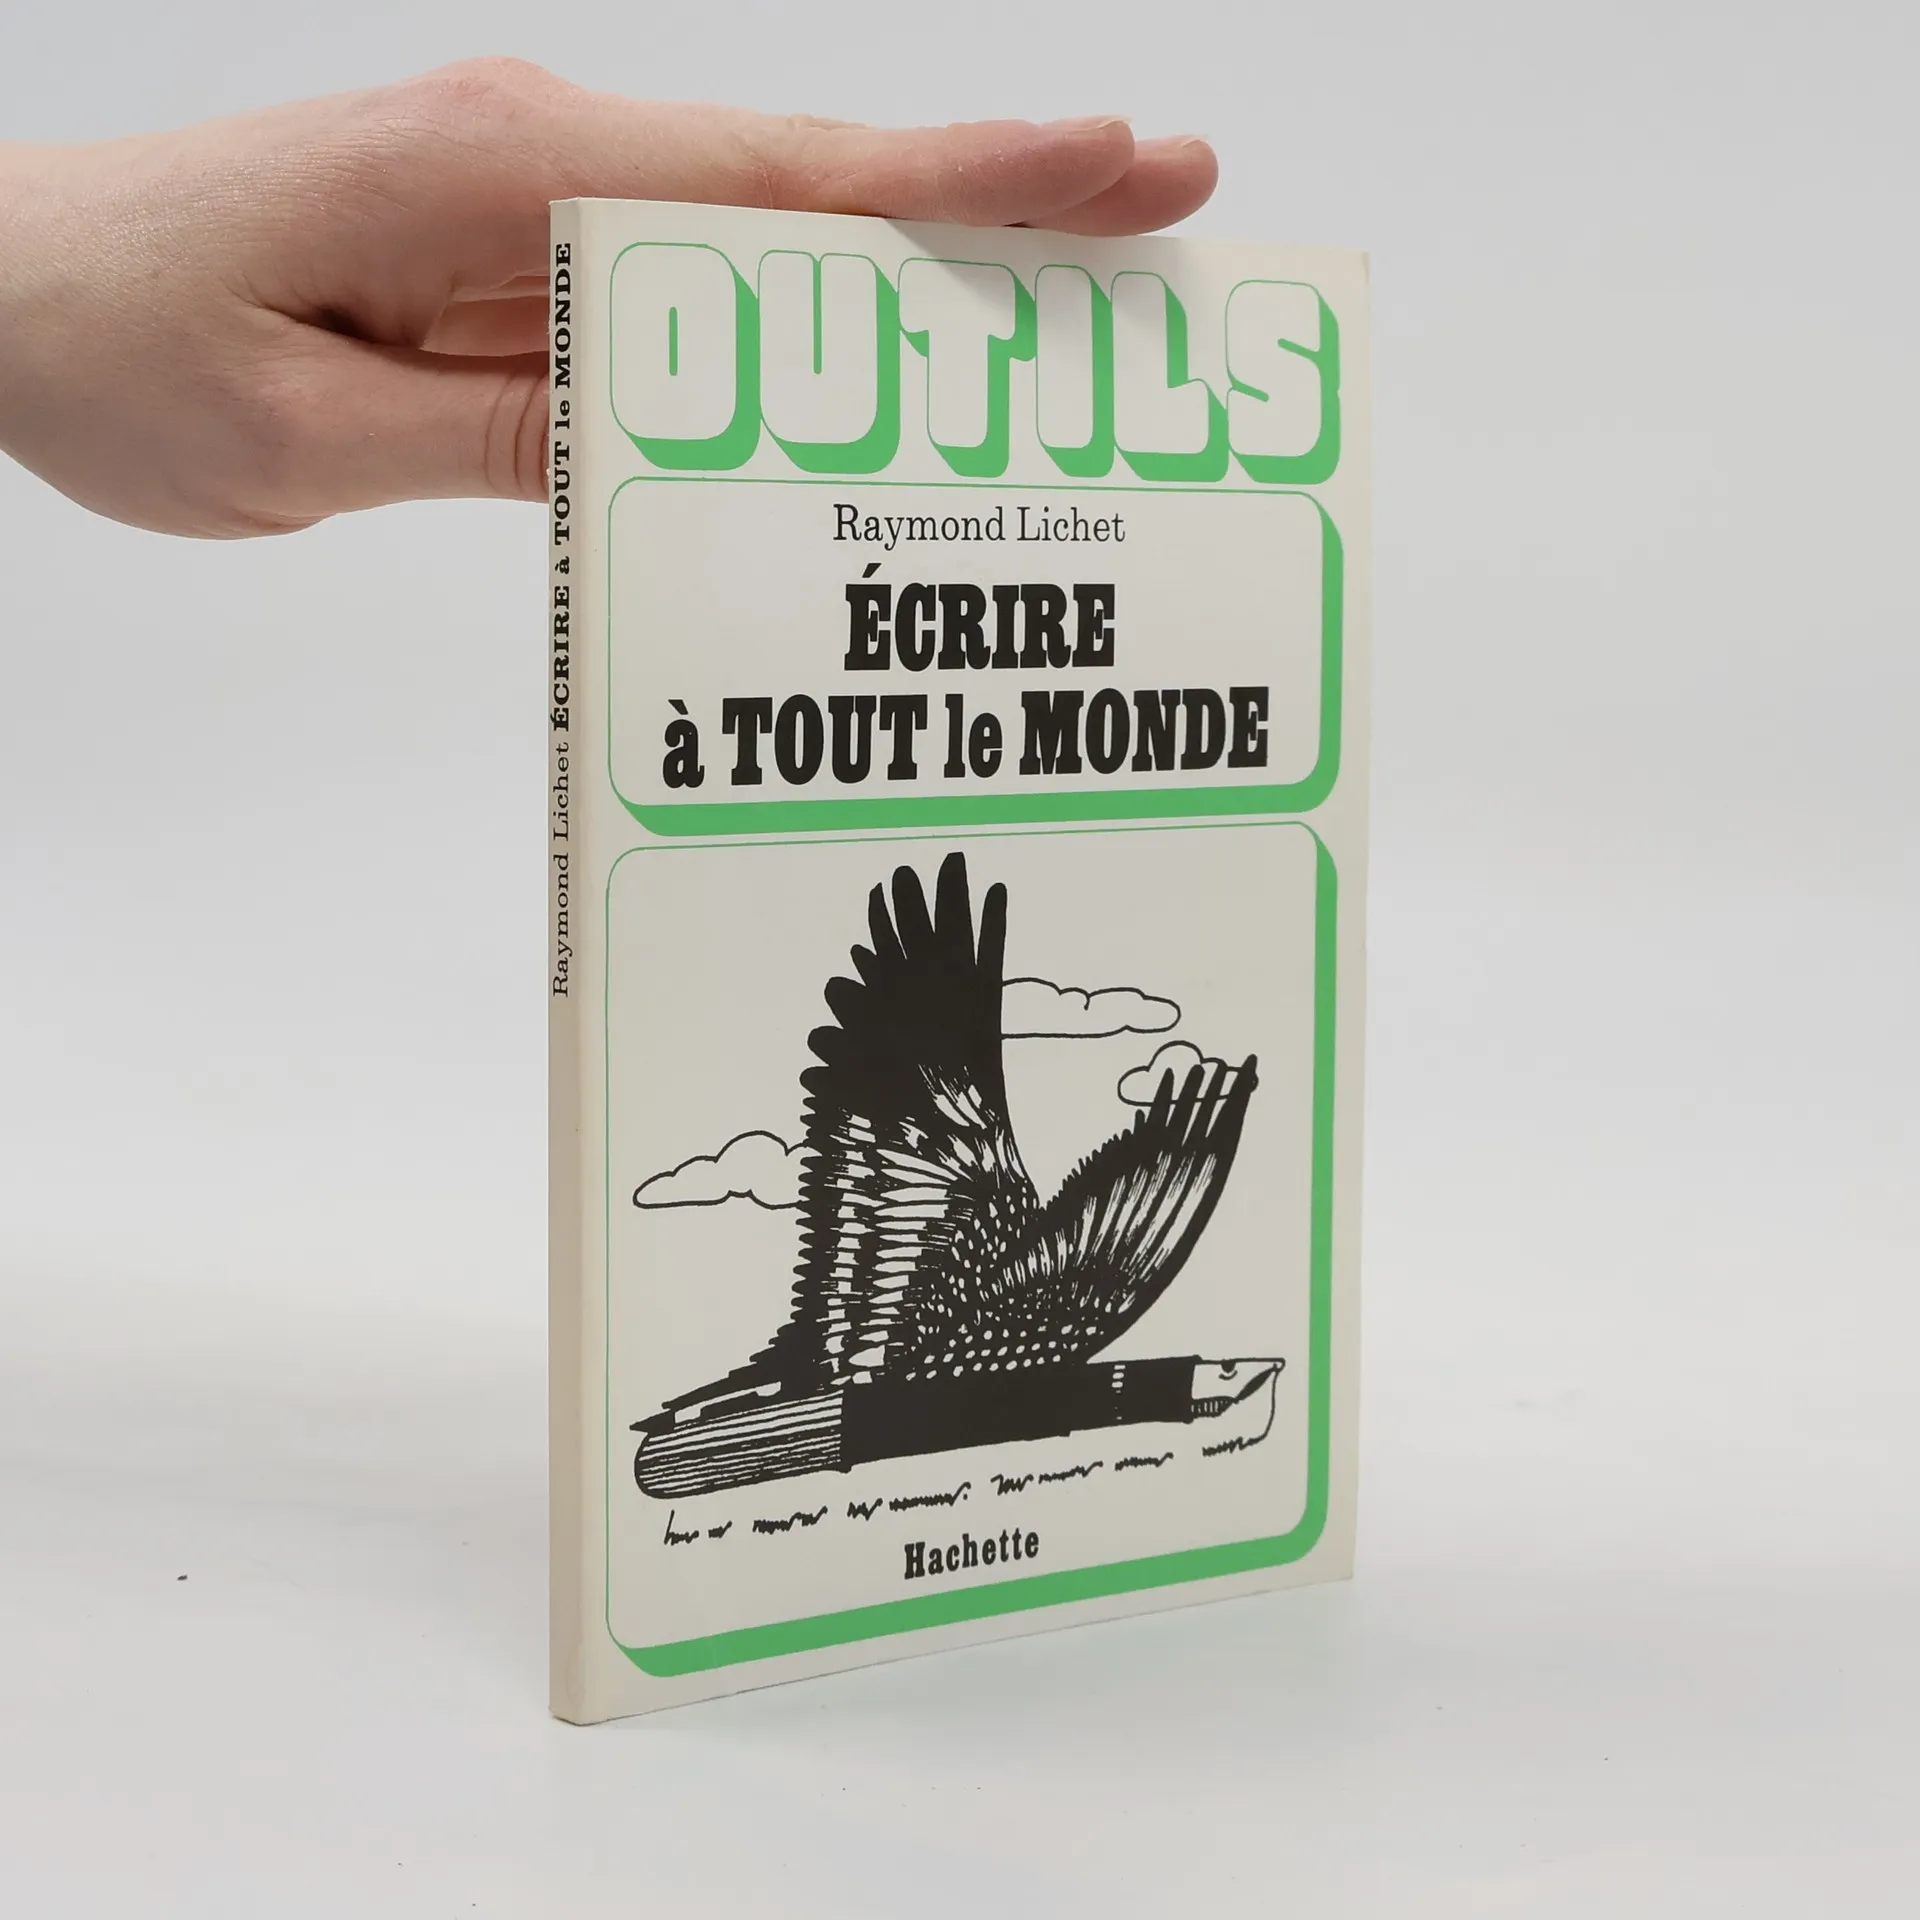 Raymond Lichet ÉCRIRE à TOUT le MONDE
OUTILS
Raymond Lichet
ÉCRIRE
à TOUT le MONDE
Hachette